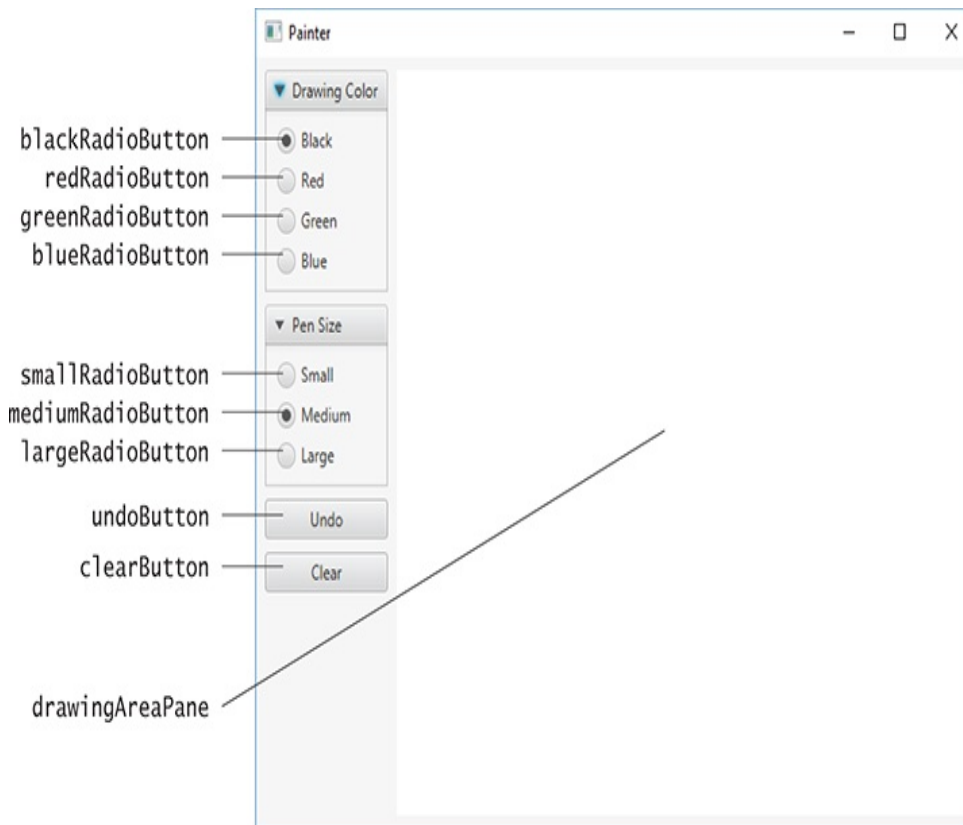 Painter
Drawing Color
blackRadioButton Black
redRadioButton Red
greenRadioButton Green
blueRadioButton Blue
Pen Size
smallRadioButton Small
mediumRadioButton Medium
largeRadioButton Large
undoButton Undo
clearButton Clear
drawingAreaPane